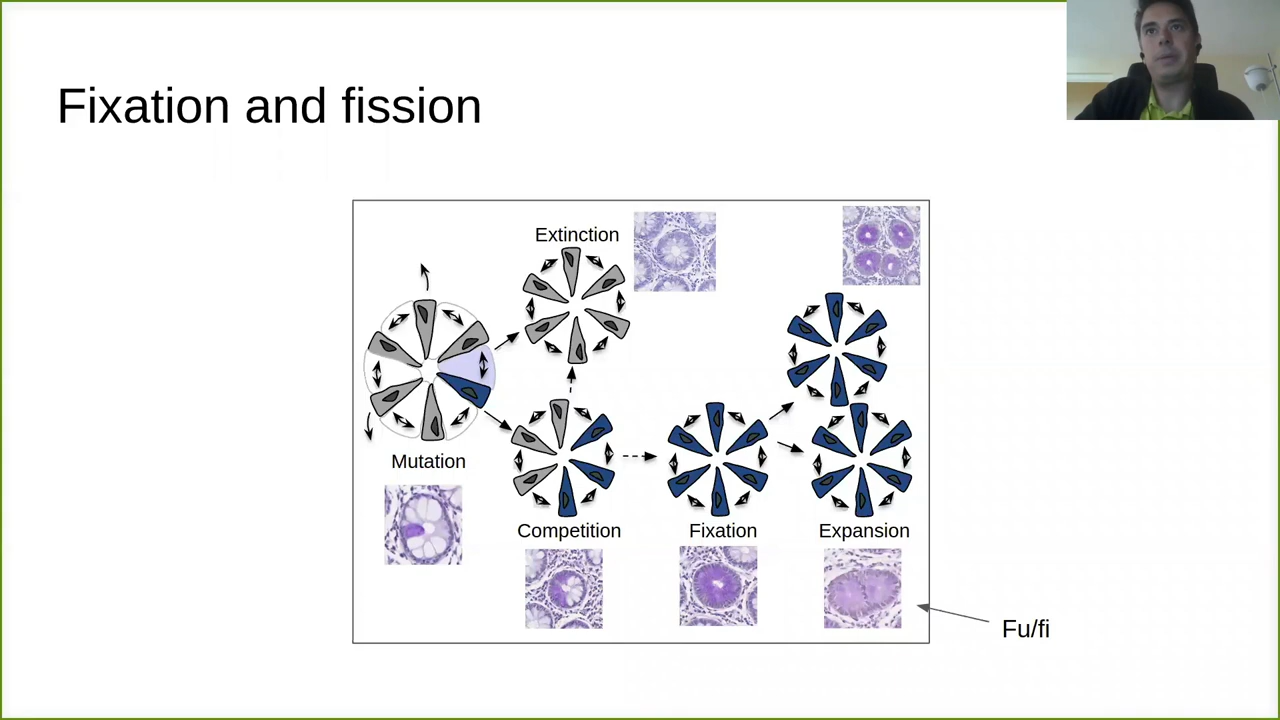 Fixation and fission
Extinction
Mutation
Competition
Fixation
Expansion
Fu/fi